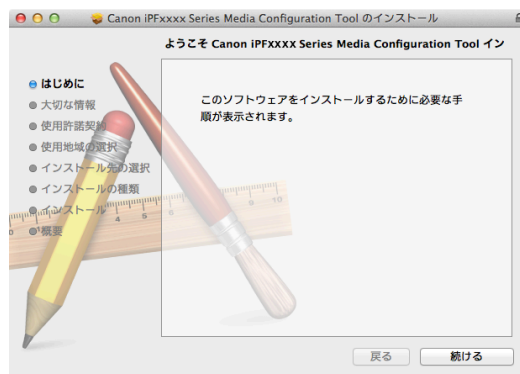 Canon iPFxxxx Series Media Configuration Tool のインストール
ようこそ Canon iPFXXXX Series Media Configuration Tool イン
はじめに
大切な情報
使用許諾契約
使用地域の選択
インストール先の選択
インストールの種類
インストール
概要
このソフトウェアをインストールするために必要な手
順が表示されます。
4 5 6 9 10
戻る
続ける